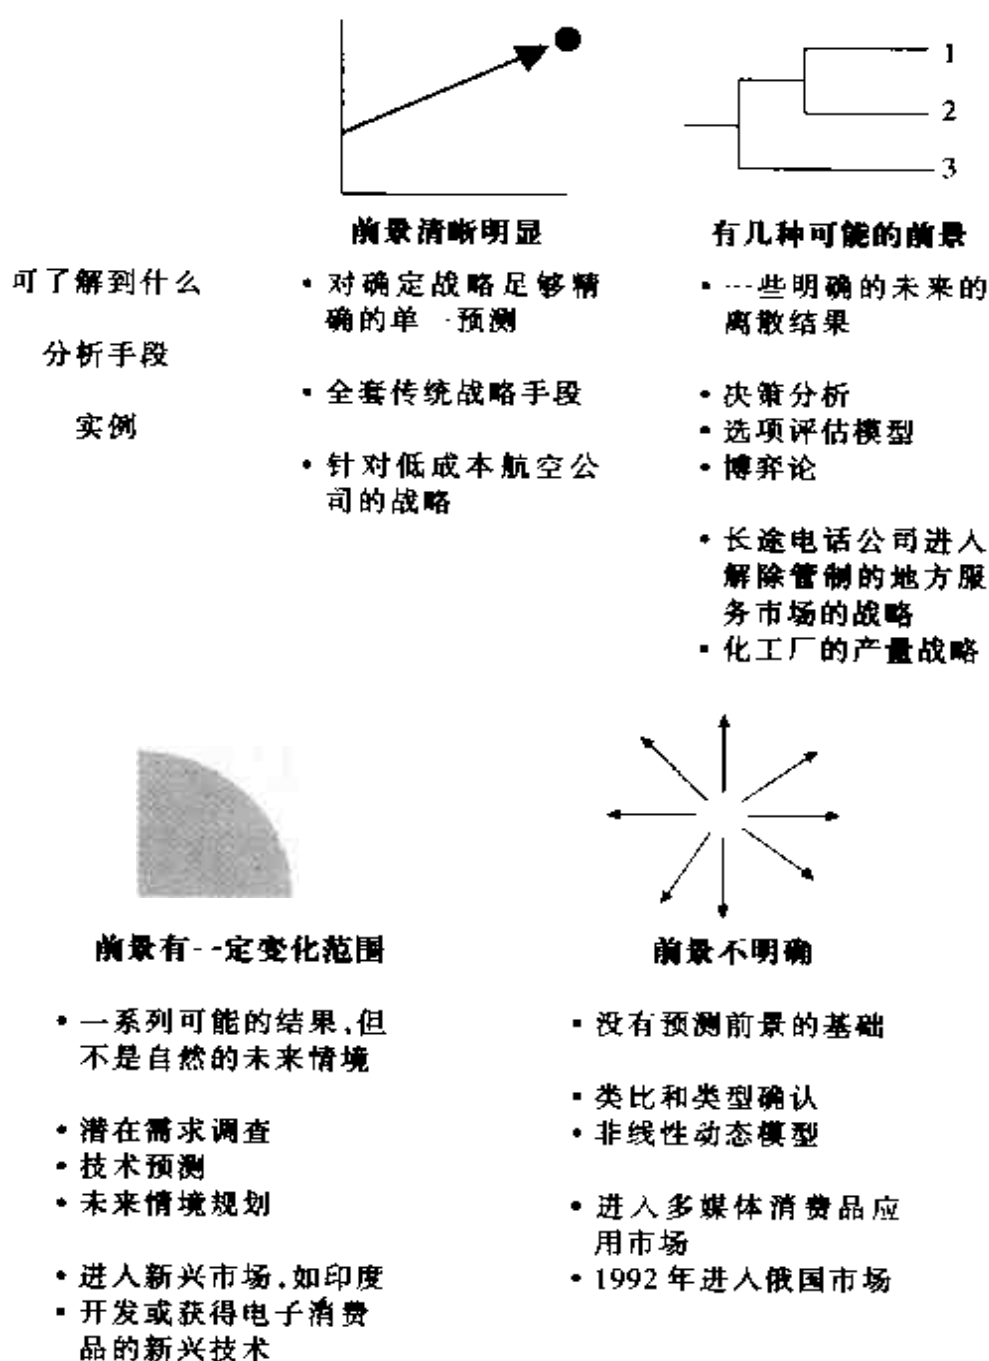 1
2
3
前景清晰明显
有几种可能的前景
可了解到什么
分析手段
实例
• 对确定战略足够精
确的单一预测
• 全套传统战略手段
• 针对低成本航空公
司的战略
• 一些明确的未来的
离散结果
• 决策分析
• 选项评估模型
• 博弈论
• 长途电话公司进入
解除管制的地方服
务市场的战略
• 化工厂的产量战略
前景有一定变化范围
前景不明确
• 一系列可能的结果,但
不是自然的未来情境
• 潜在需求调查
• 技术预测
• 未来情境规划
• 进入新兴市场,如印度
• 开发或获得电子消费
品的新兴技术
• 没有预测前景的基础
• 类比和类型确认
• 非线性动态模型
• 进入多媒体消费品应
用市场
• 1992年进入俄国市场